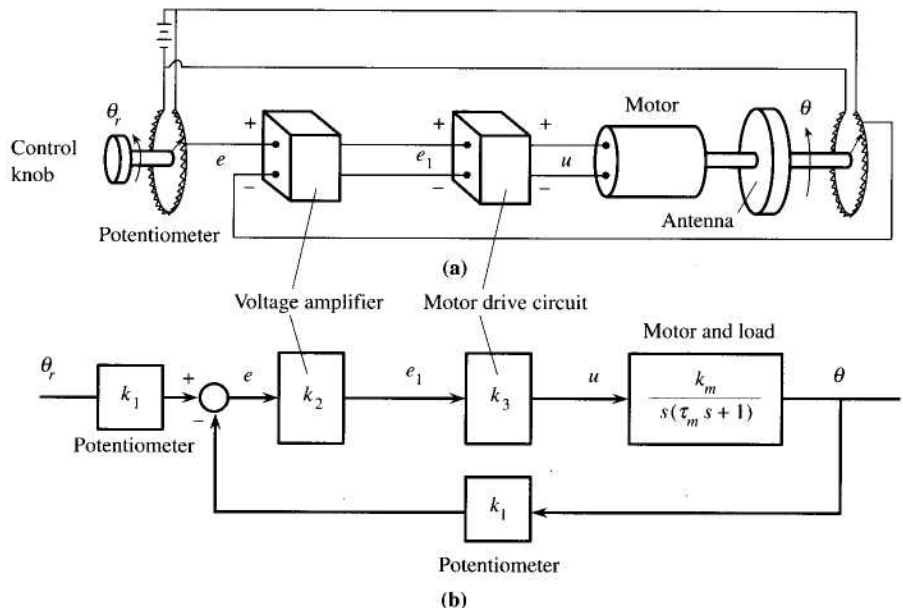 θr
Control
knob
Potentiometer
+
e
−
+
e1
−
+
u
−
Motor
θ
Antenna
(a)
Voltage amplifier
Motor drive circuit
Motor and load
θr
k1
+
−
e
k2
e1
k3
u
km
s(τm s + 1)
θ
Potentiometer
k1
Potentiometer
(b)